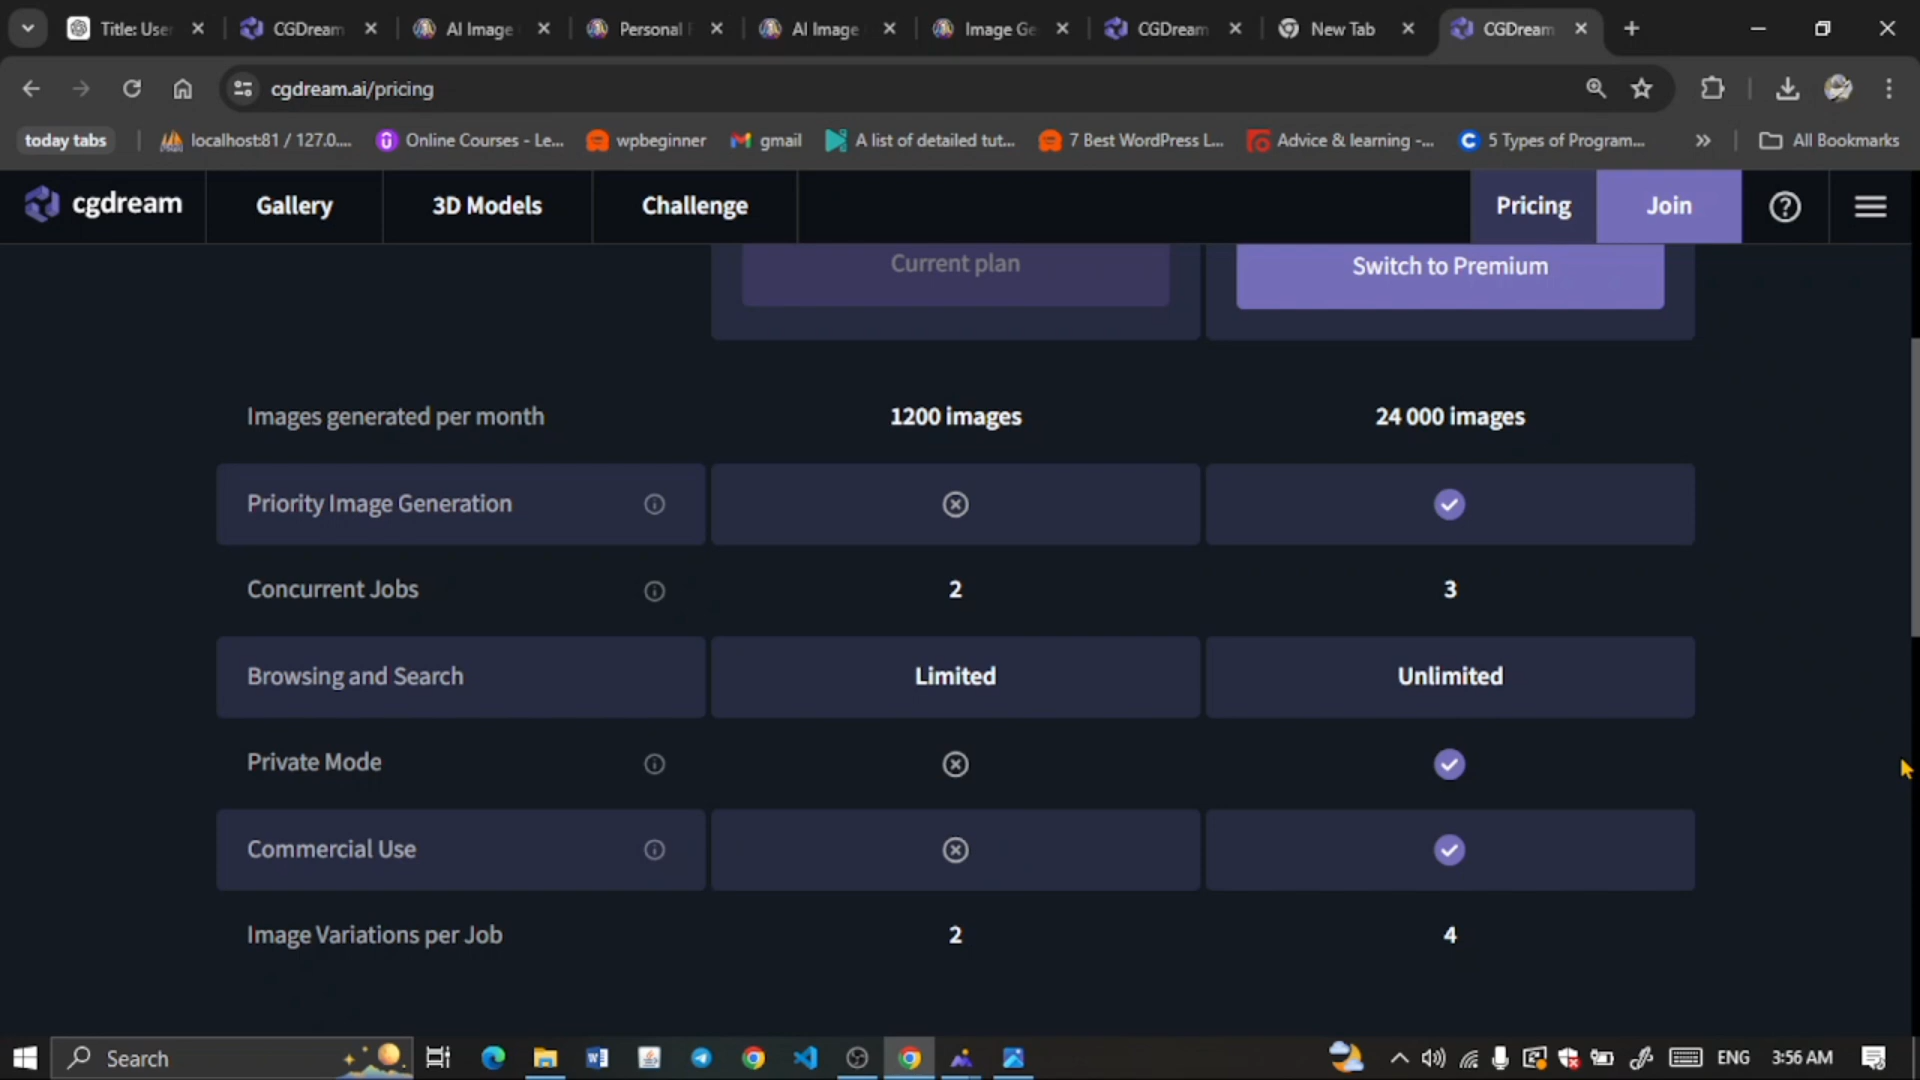 Title: User
CGDream
AI Image
Personal
AI Image
Image Ge
CGDream
New Tab
CGDream
cgdream.ai/pricing
today tabs
localhost:81 / 127.0....
Online Courses - Le...
wpbeginner
gmail
A list of detailed tut...
7 Best WordPress L...
Advice & learning -...
5 Types of Program...
All Bookmarks
cgdream
Gallery
3D Models
Challenge
Pricing
Join
Current plan
Switch to Premium
Images generated per month
1200 images
24 000 images
Priority Image Generation
Concurrent Jobs
2
3
Browsing and Search
Limited
Unlimited
Private Mode
Commercial Use
Image Variations per Job
2
4
Search
ENG
3:56 AM